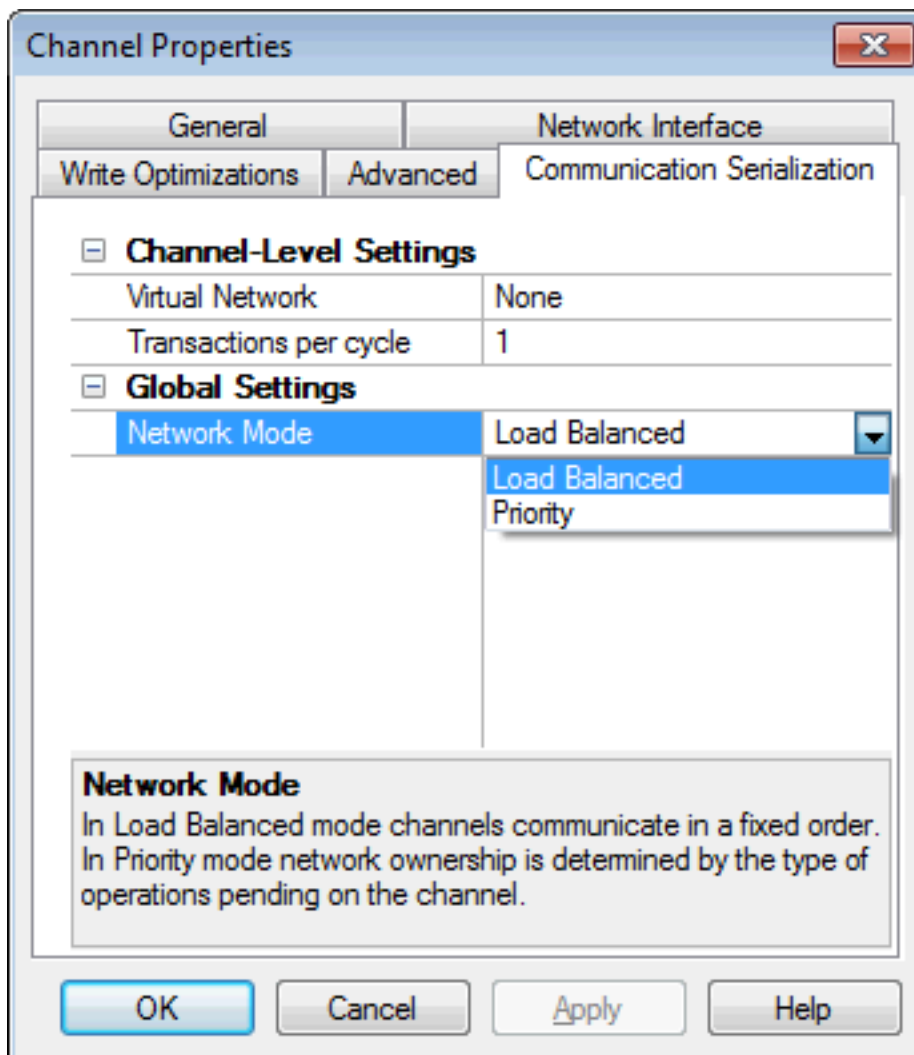 Channel Properties
General
Network Interface
Write Optimizations
Advanced
Communication Serialization
Channel-Level Settings
Virtual Network
None
Transactions per cycle
1
Global Settings
Network Mode
Load Balanced
Load Balanced
Priority
Network Mode
In Load Balanced mode channels communicate in a fixed order.
In Priority mode network ownership is determined by the type of
operations pending on the channel.
OK
Cancel
Apply
Help